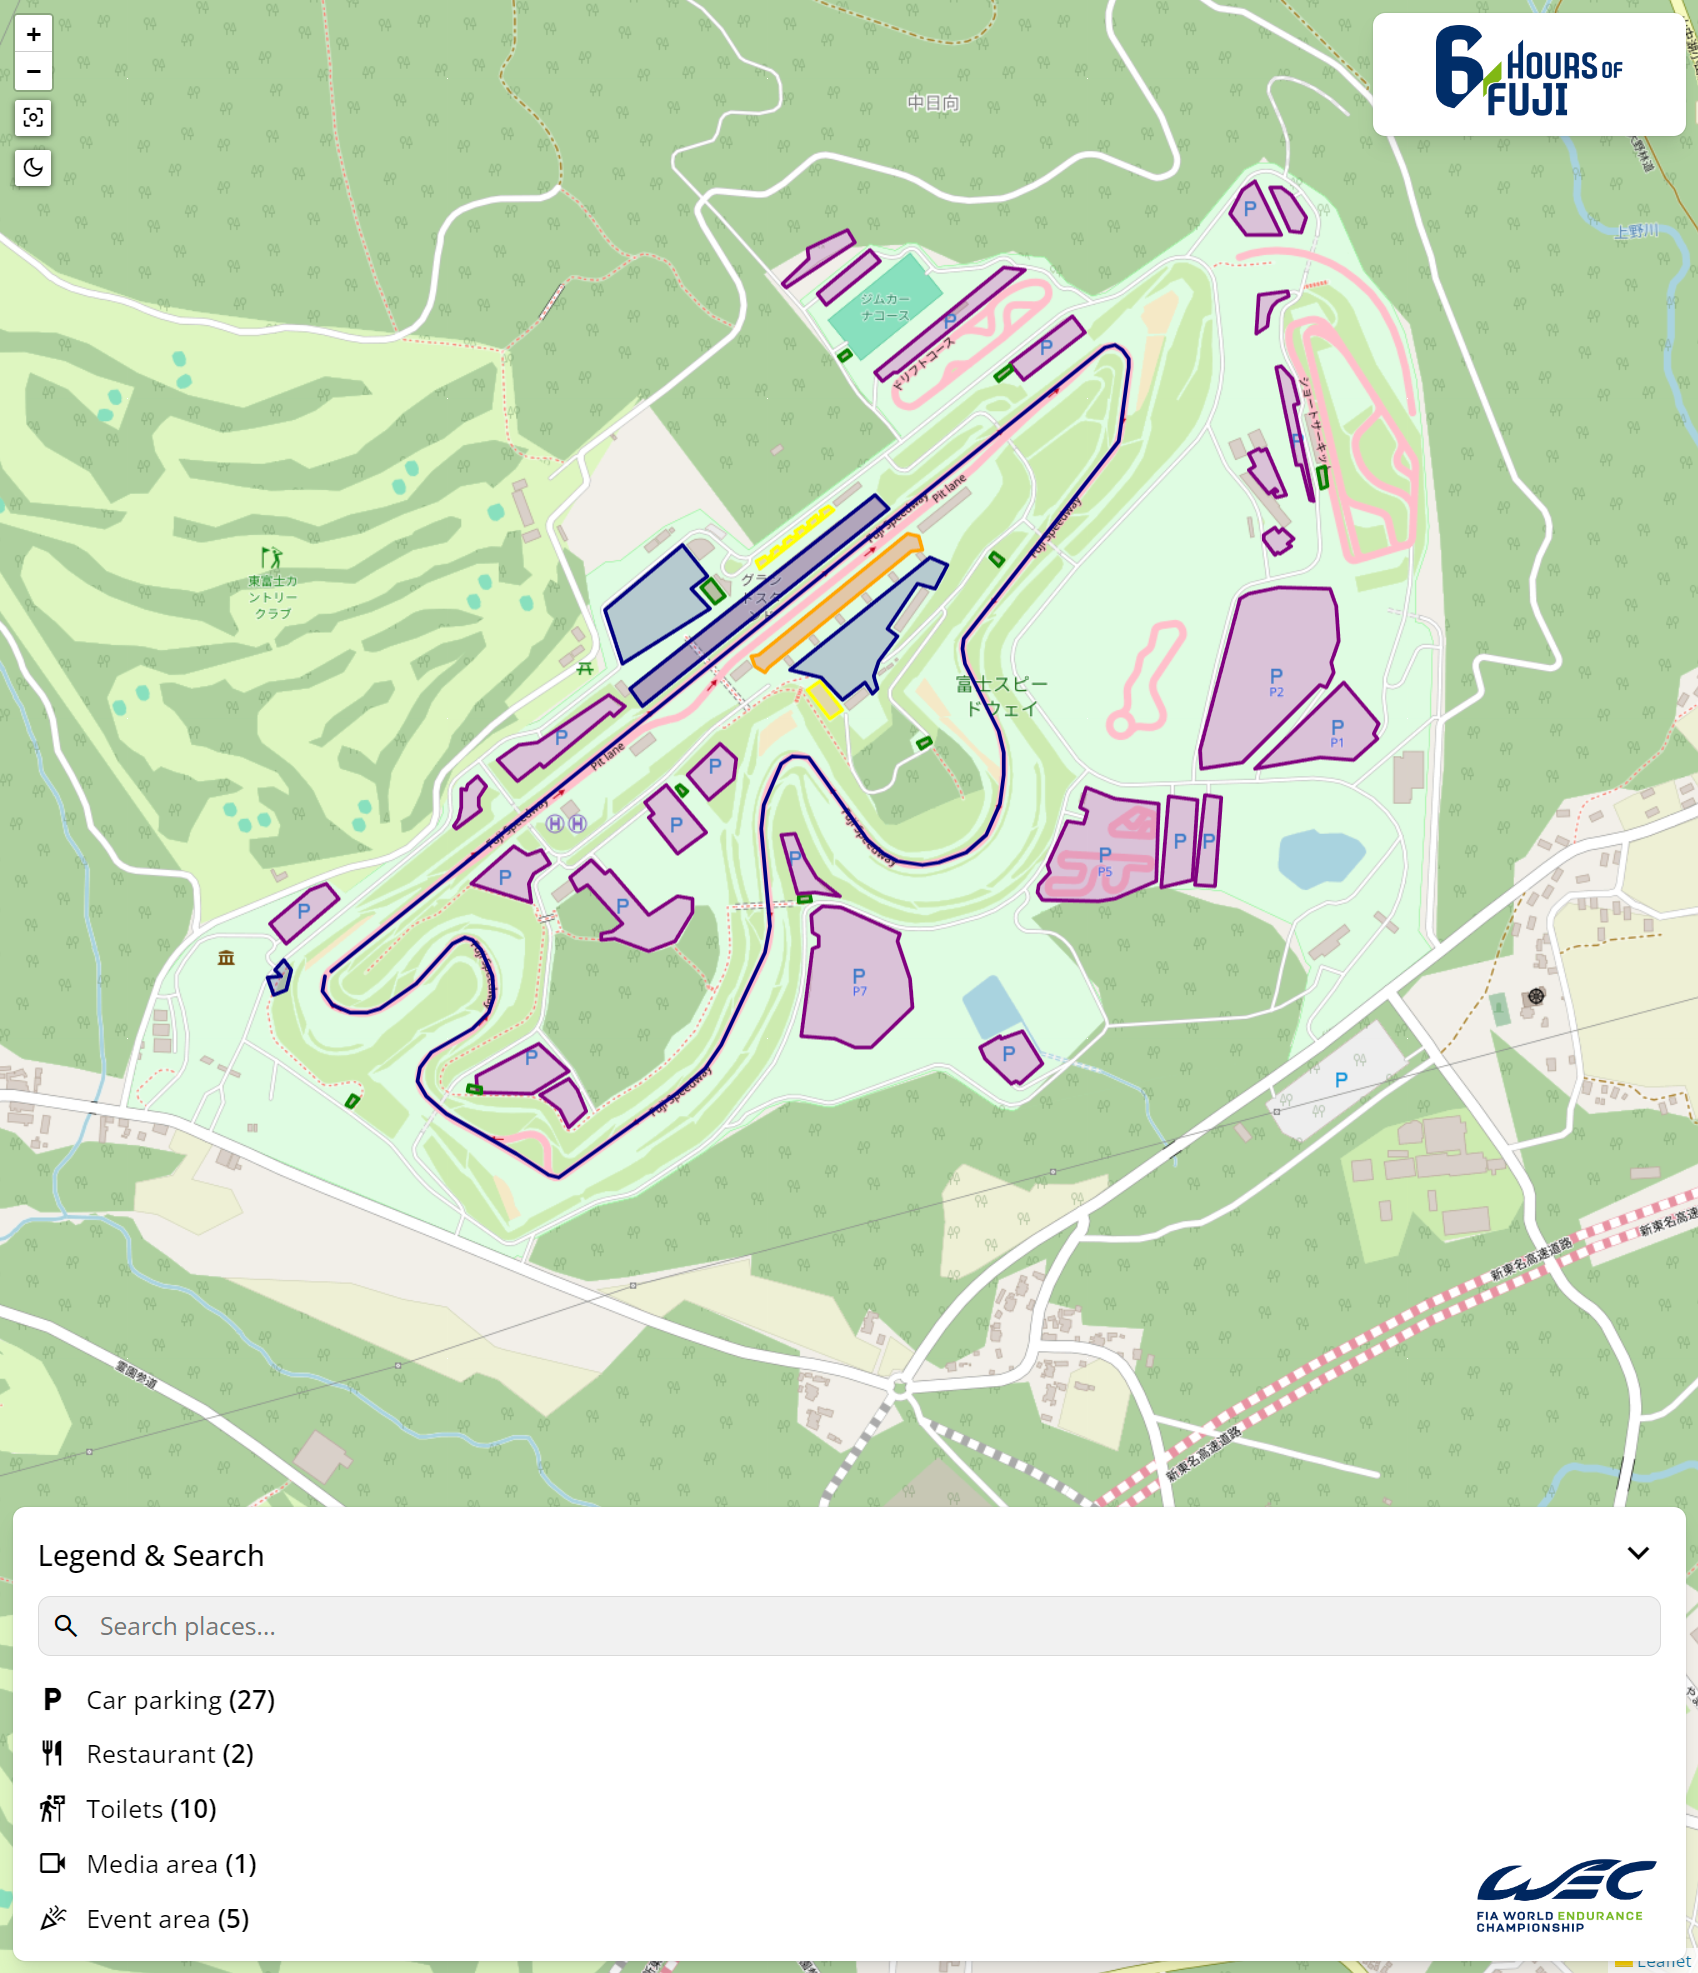 +
−
6 HOURS OF
FUJI
中日向
上野川
P
ジムカー
ナコース
P
ドリフトコース
P
ショートサーキット
P
Fuji Speedway
Pit lane
Fuji Speedway
グラン
ドスタ
ンド
東富士カ
ントリー
クラブ
富士スピー
ドウェイ
P
P2
P
P1
P
Pit lane
P
Fuji Speedway
H H
P
Fuji Speedway
P
P
P5
P
P
P
P
P
Fuji Speedway
P
P7
P
P
P
Fuji Speedway
新東名高速道路
新東名高速道路
新東名高速道路
霊園参道
Legend & Search
Search places...
P Car parking (27)
Restaurant (2)
Toilets (10)
Media area (1)
Event area (5)
WEC
FIA WORLD ENDURANCE
CHAMPIONSHIP
Leaflet